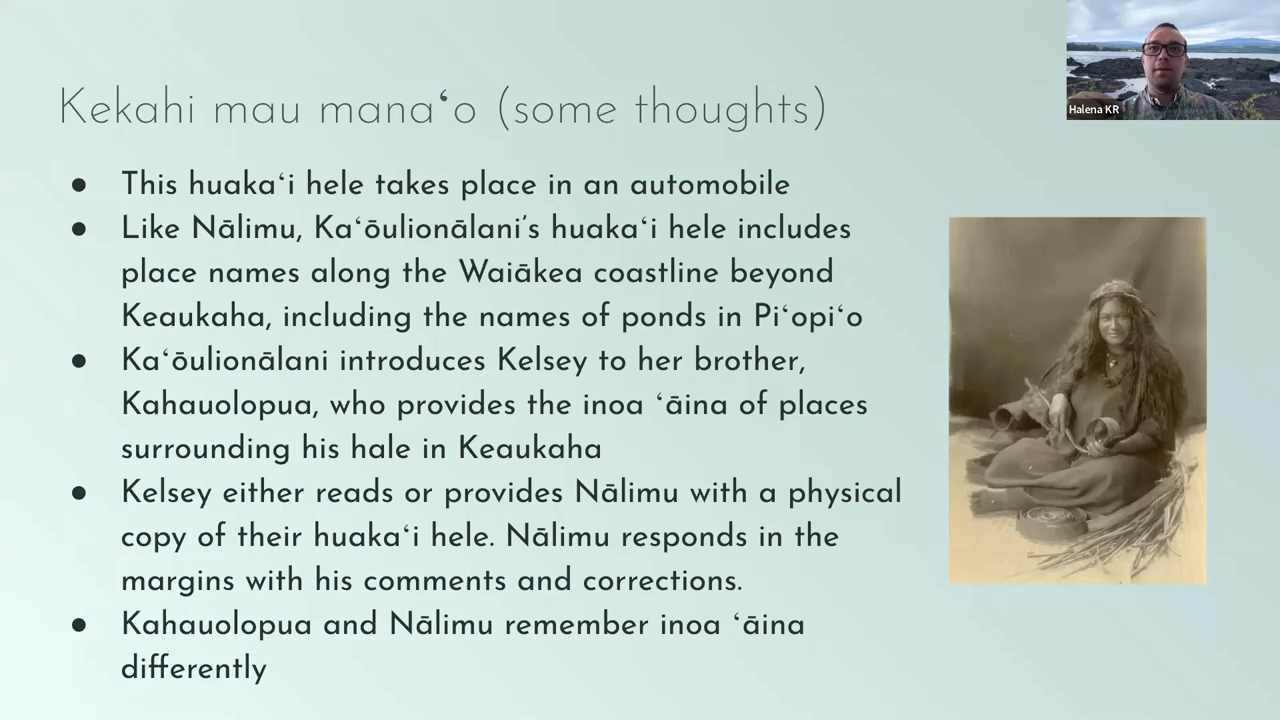 Kekahi mau manaʻo (some thoughts)
Halena KR
● This huakaʻi hele takes place in an automobile
● Like Nālimu, Kaʻōulionālani’s huakaʻi hele includes
place names along the Waiākea coastline beyond
Keaukaha, including the names of ponds in Piʻopiʻo
● Kaʻōulionālani introduces Kelsey to her brother,
Kahauolopua, who provides the inoa ʻāina of places
surrounding his hale in Keaukaha
● Kelsey either reads or provides Nālimu with a physical
copy of their huakaʻi hele. Nālimu responds in the
margins with his comments and corrections.
● Kahauolopua and Nālimu remember inoa ʻāina
differently